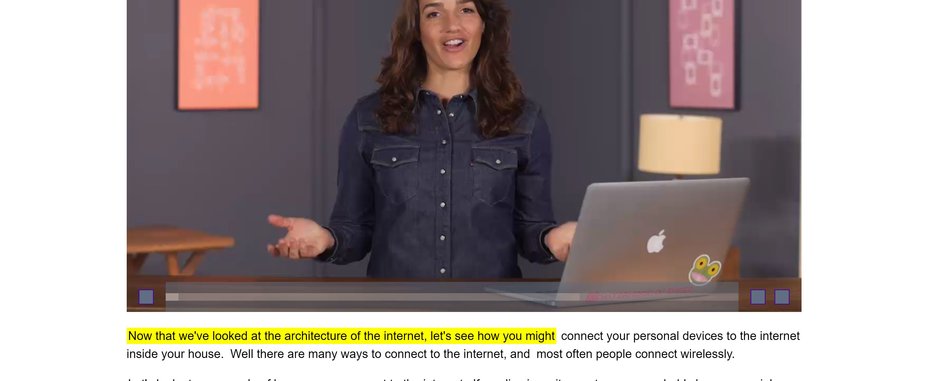 Now that we've looked at the architecture of the internet, let's see how you might connect your personal devices to the internet
inside your house.  Well there are many ways to connect to the internet, and  most often people connect wirelessly.